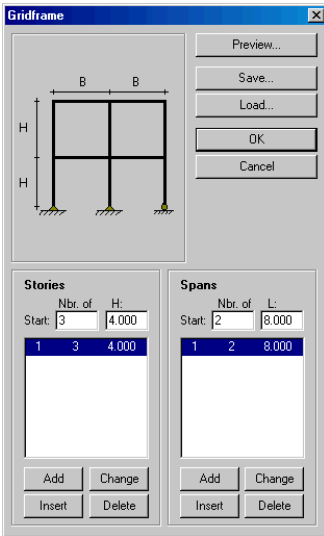 Gridframe
Preview...
Save...
Load...
OK
Cancel
B B
H
H
Stories
Nbr. of H:
Start: 3 4.000
1 3 4.000
Add Change
Insert Delete
Spans
Nbr. of L:
Start: 2 8.000
1 2 8.000
Add Change
Insert Delete